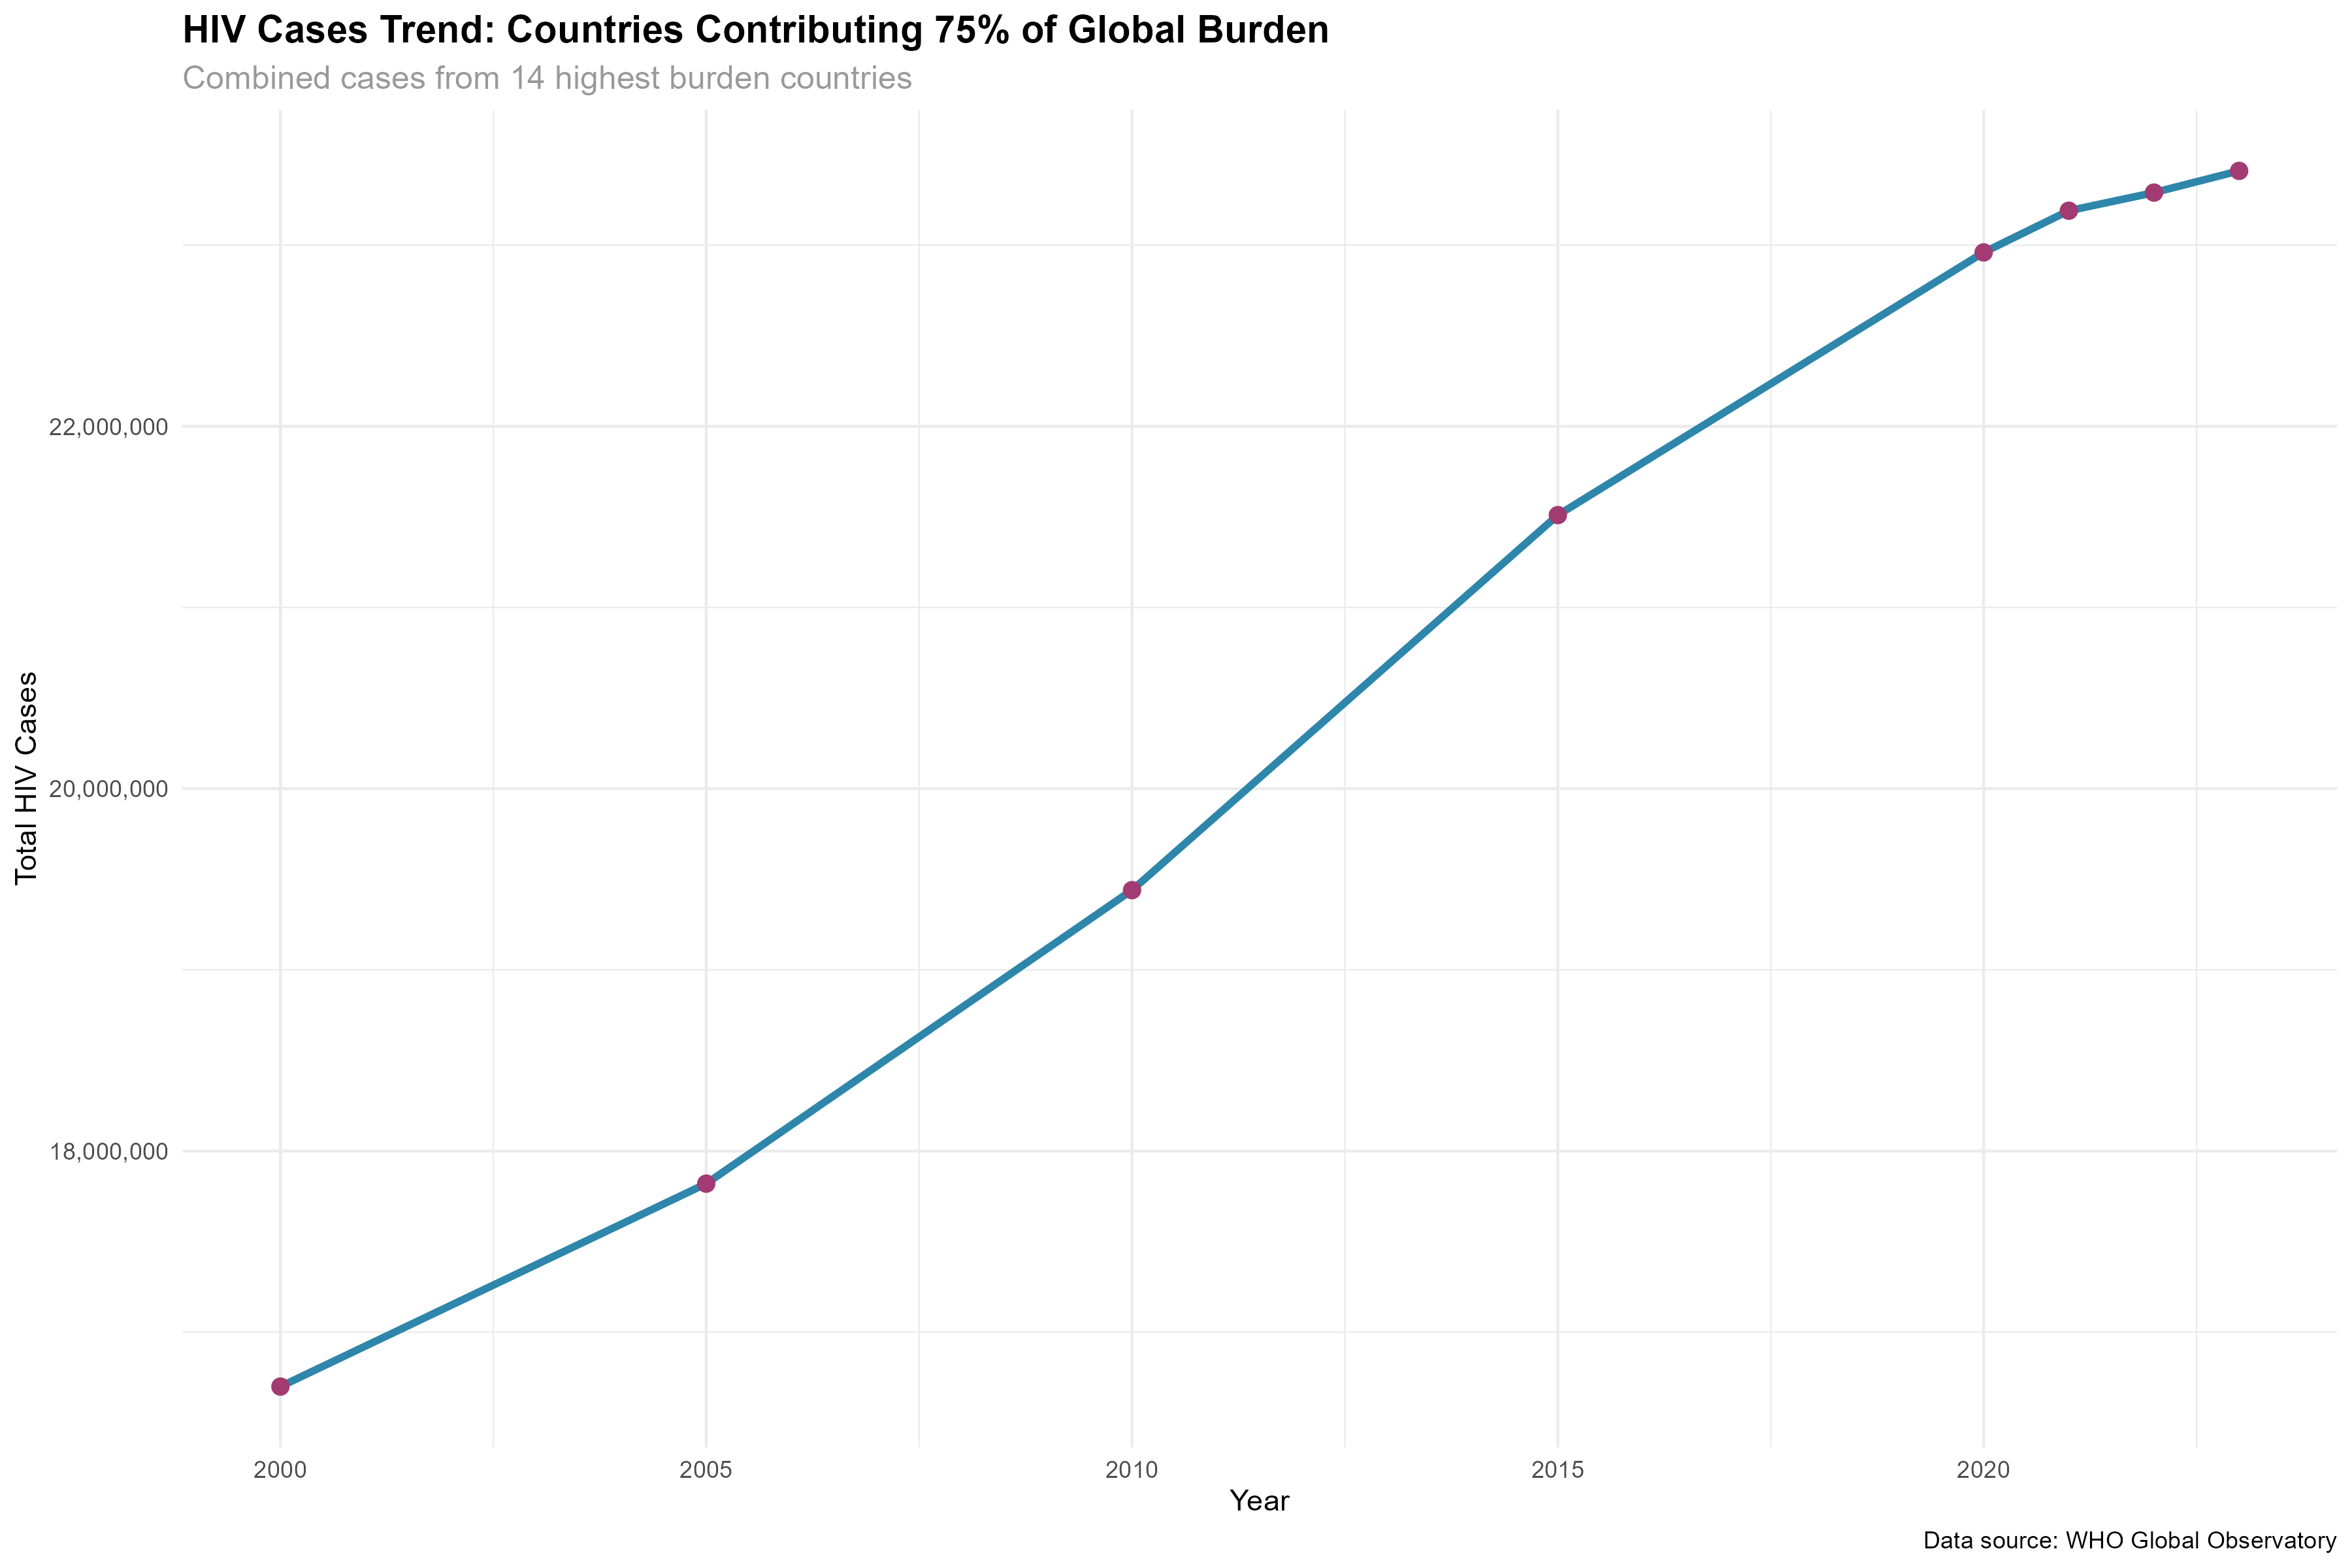 HIV Cases Trend: Countries Contributing 75% of Global Burden
Combined cases from 14 highest burden countries
Total HIV Cases
22,000,000
20,000,000
18,000,000
2000
2005
2010
2015
2020
Year
Data source: WHO Global Observatory